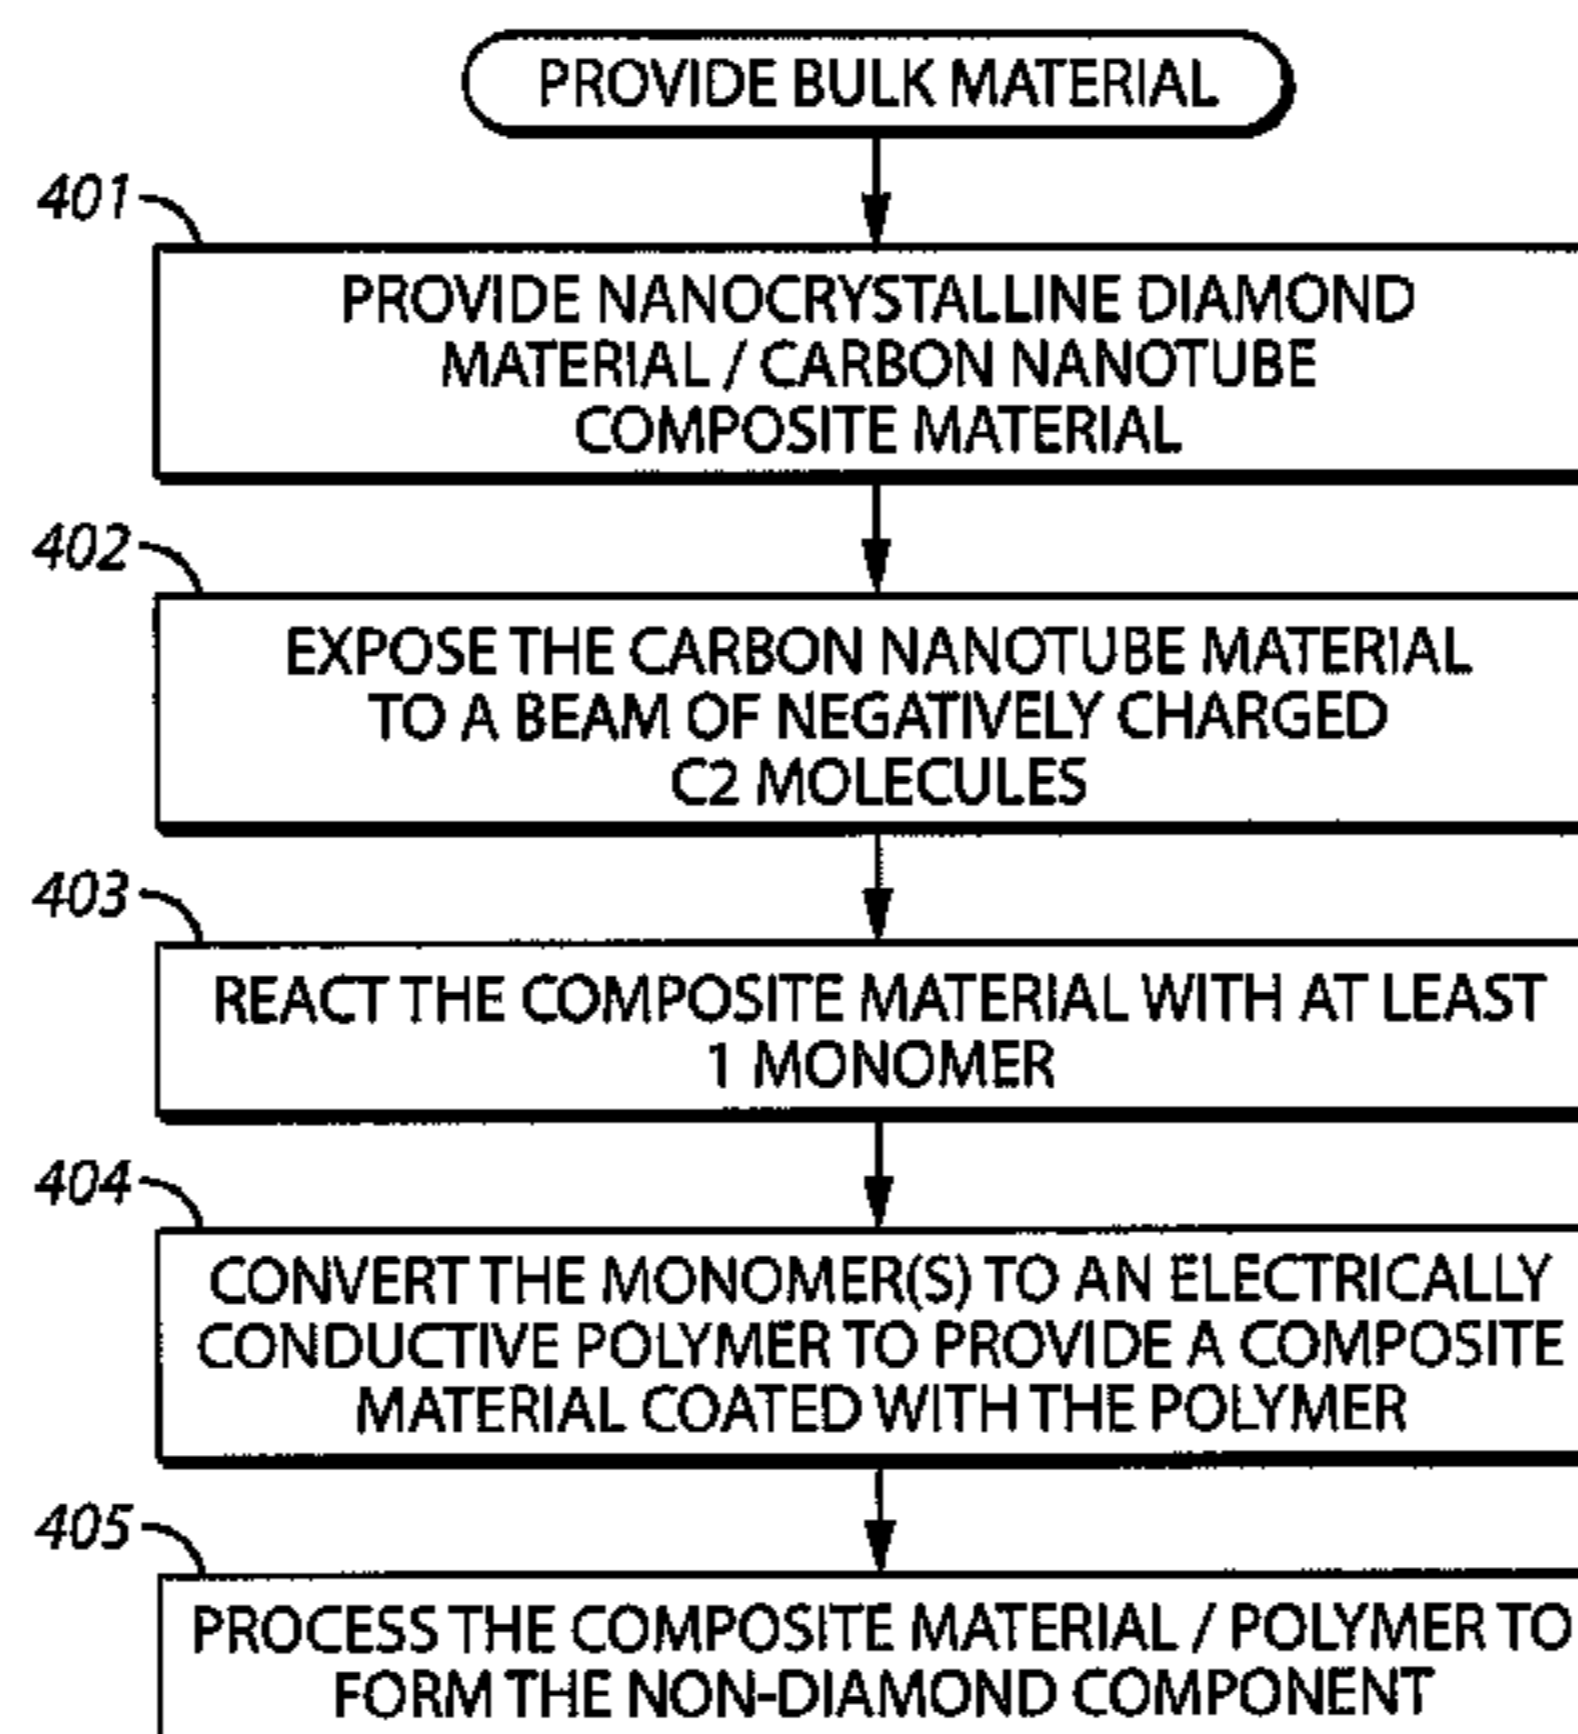 PROVIDE BULK MATERIAL
401
PROVIDE NANOCRYSTALLINE DIAMOND
MATERIAL / CARBON NANOTUBE
COMPOSITE MATERIAL
402
EXPOSE THE CARBON NANOTUBE MATERIAL
TO A BEAM OF NEGATIVELY CHARGED
C2 MOLECULES
403
REACT THE COMPOSITE MATERIAL WITH AT LEAST
1 MONOMER
404
CONVERT THE MONOMER(S) TO AN ELECTRICALLY
CONDUCTIVE POLYMER TO PROVIDE A COMPOSITE
MATERIAL COATED WITH THE POLYMER
405
PROCESS THE COMPOSITE MATERIAL / POLYMER TO
FORM THE NON-DIAMOND COMPONENT